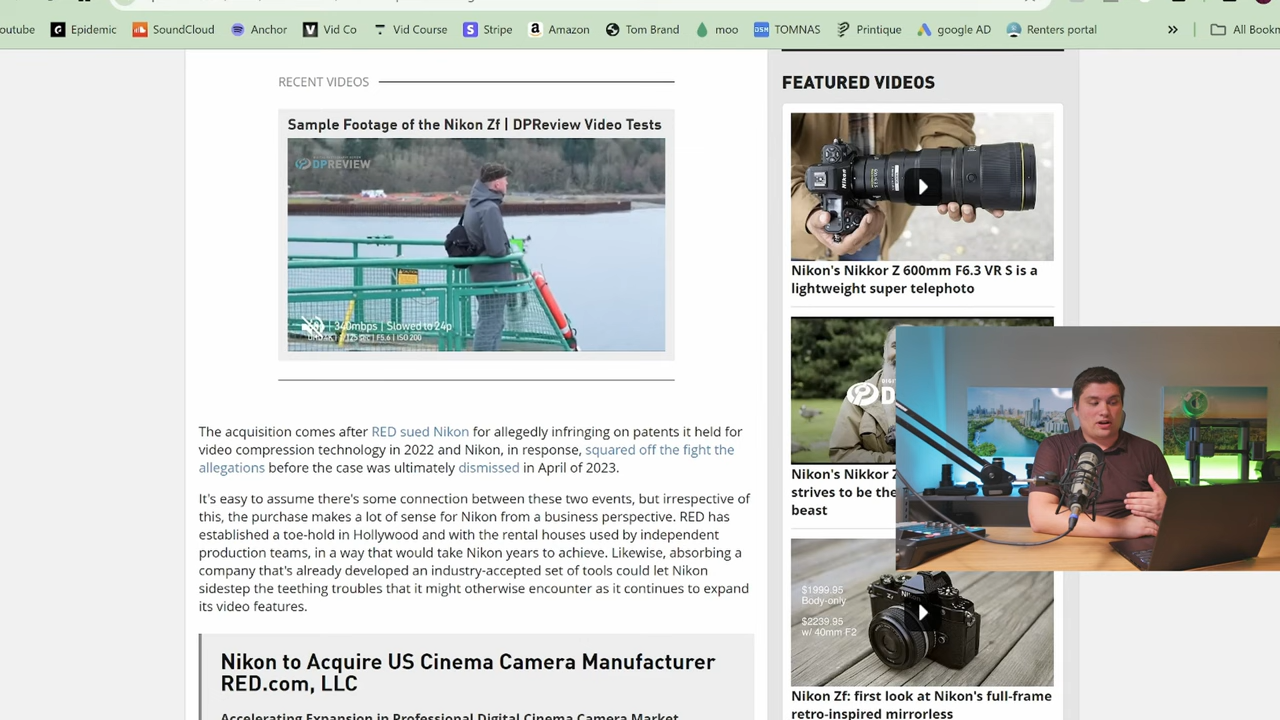 outube
Epidemic
SoundCloud
Anchor
Vid Co
Vid Course
Stripe
Amazon
Tom Brand
moo
TOMNAS
Printique
google AD
Renters portal
»
All Bookm
RECENT VIDEOS
Sample Footage of the Nikon Zf | DPReview Video Tests
DPREVIEW
340mbps | Slowed to 24p
The acquisition comes after RED sued Nikon for allegedly infringing on patents it held for
video compression technology in 2022 and Nikon, in response, squared off the fight the
allegations before the case was ultimately dismissed in April of 2023.
It's easy to assume there's some connection between these two events, but irrespective of
this, the purchase makes a lot of sense for Nikon from a business perspective. RED has
established a toe-hold in Hollywood and with the rental houses used by independent
production teams, in a way that would take Nikon years to achieve. Likewise, absorbing a
company that's already developed an industry-accepted set of tools could let Nikon
sidestep the teething troubles that it might otherwise encounter as it continues to expand
its video features.
Nikon to Acquire US Cinema Camera Manufacturer
RED.com, LLC
Accelerating Expansion in Professional Digital Cinema Camera Market
FEATURED VIDEOS
Nikon
Nikon's Nikkor Z 600mm F6.3 VR S is a
lightweight super telephoto
Nikon's Nikkor Z
strives to be the
beast
$1999.95
Body-only
$2239.95
w/ 40mm F2
Nikon
Nikon Zf: first look at Nikon's full-frame
retro-inspired mirrorless